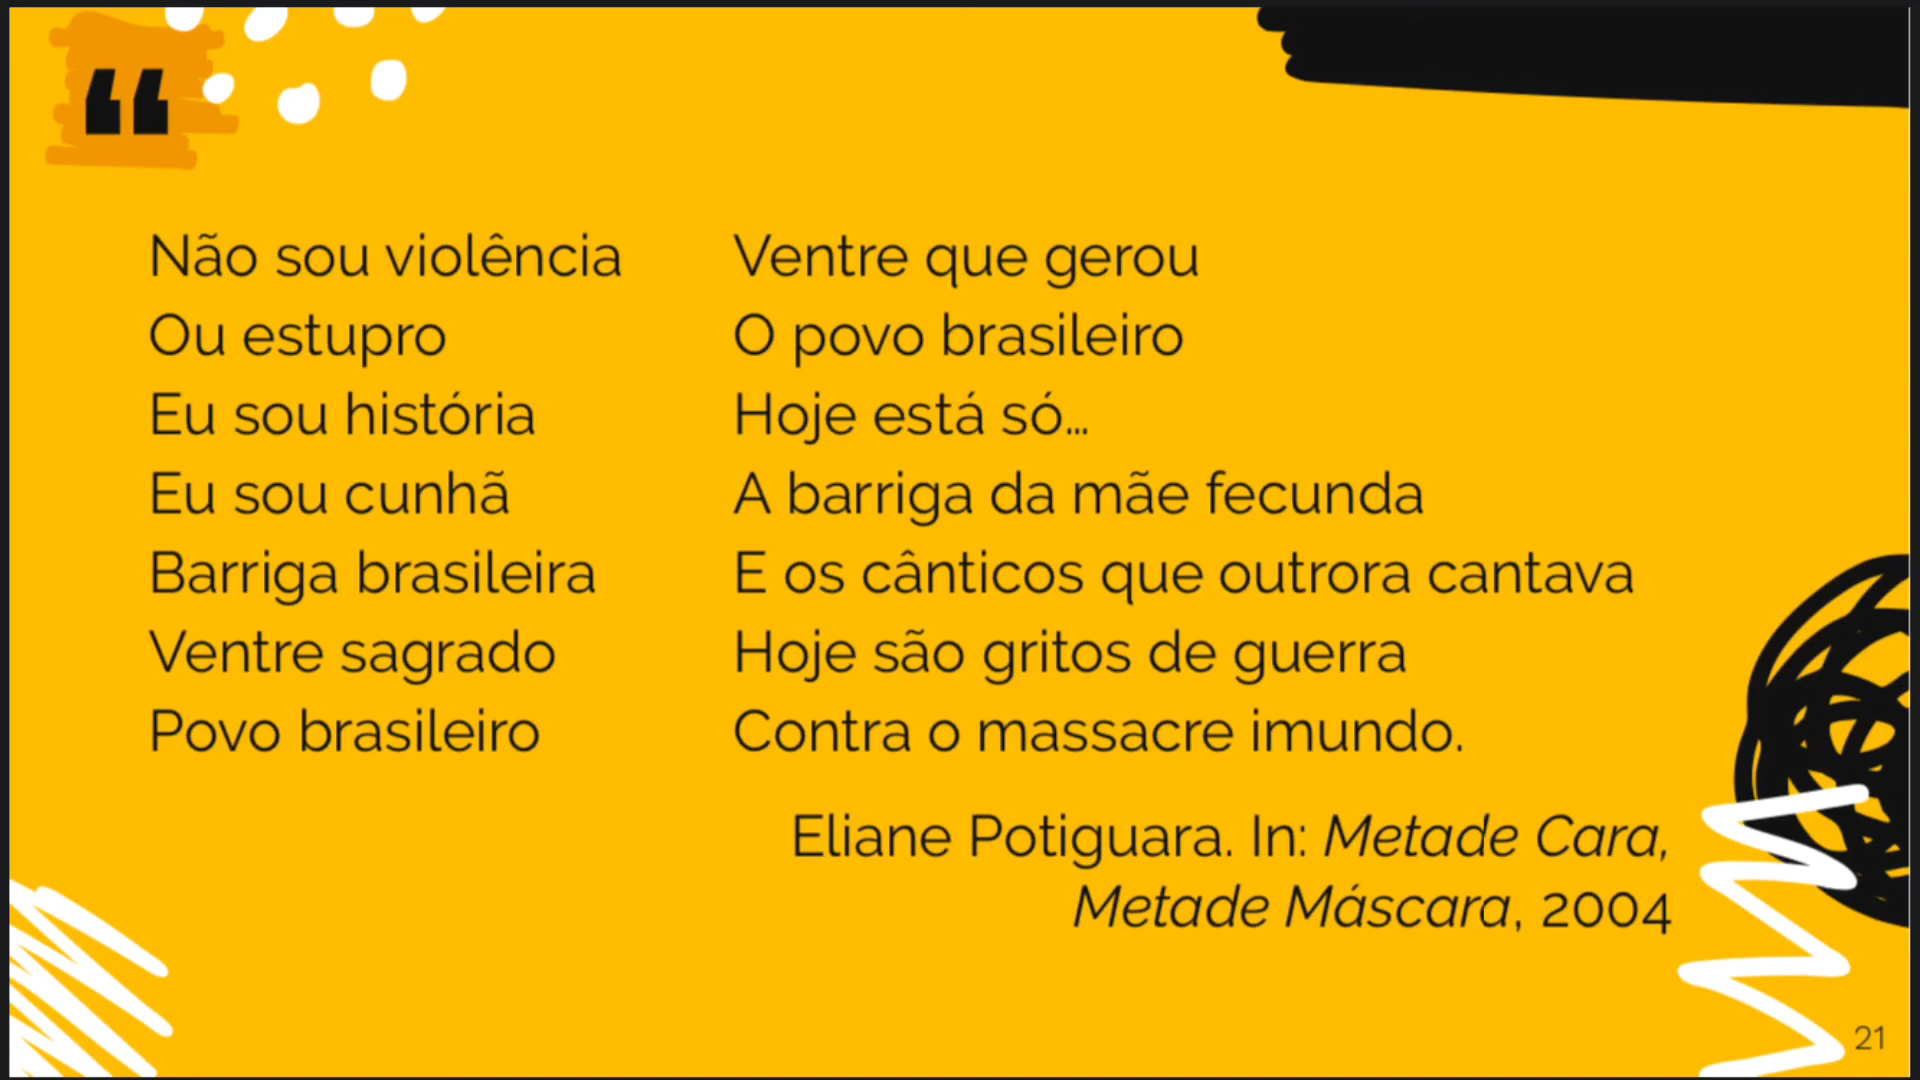 “
Não sou violência
Ou estupro
Eu sou história
Eu sou cunhã
Barriga brasileira
Ventre sagrado
Povo brasileiro
Ventre que gerou
O povo brasileiro
Hoje está só…
A barriga da mãe fecunda
E os cânticos que outrora cantava
Hoje são gritos de guerra
Contra o massacre imundo.
Eliane Potiguara. In: Metade Cara,
Metade Máscara, 2004
21